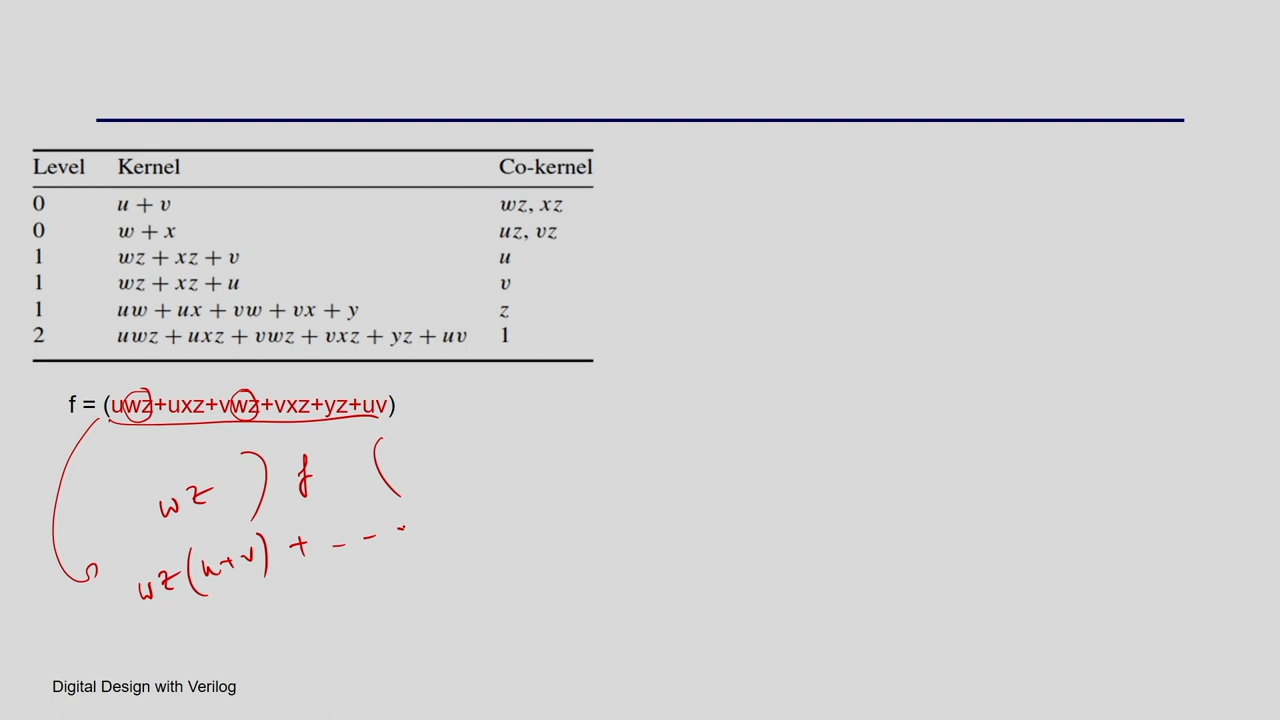 Level Kernel Co-kernel
0 u + v wz, xz
0 w + x uz, vz
1 wz + xz + v u
1 wz + xz + u v
1 uw + ux + vw + vx + y z
2 uwz + uxz + vwz + vxz + yz + uv 1
f = (uwz+uxz+vwz+vxz+yz+uv)
wz ) f (
wz(u+v) + - - .
Digital Design with Verilog